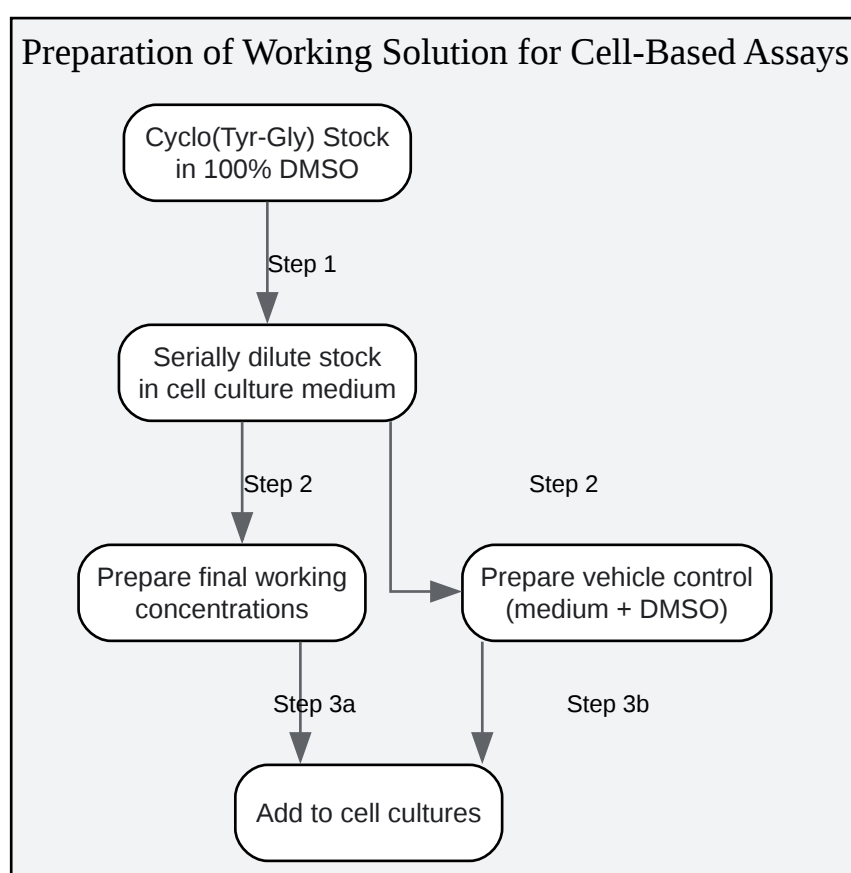 Preparation of Working Solution for Cell-Based Assays
Cyclo(Tyr-Gly) Stock
in 100% DMSO
Step 1
Serially dilute stock
in cell culture medium
Step 2
Step 2
Prepare final working
concentrations
Prepare vehicle control
(medium + DMSO)
Step 3a
Step 3b
Add to cell cultures